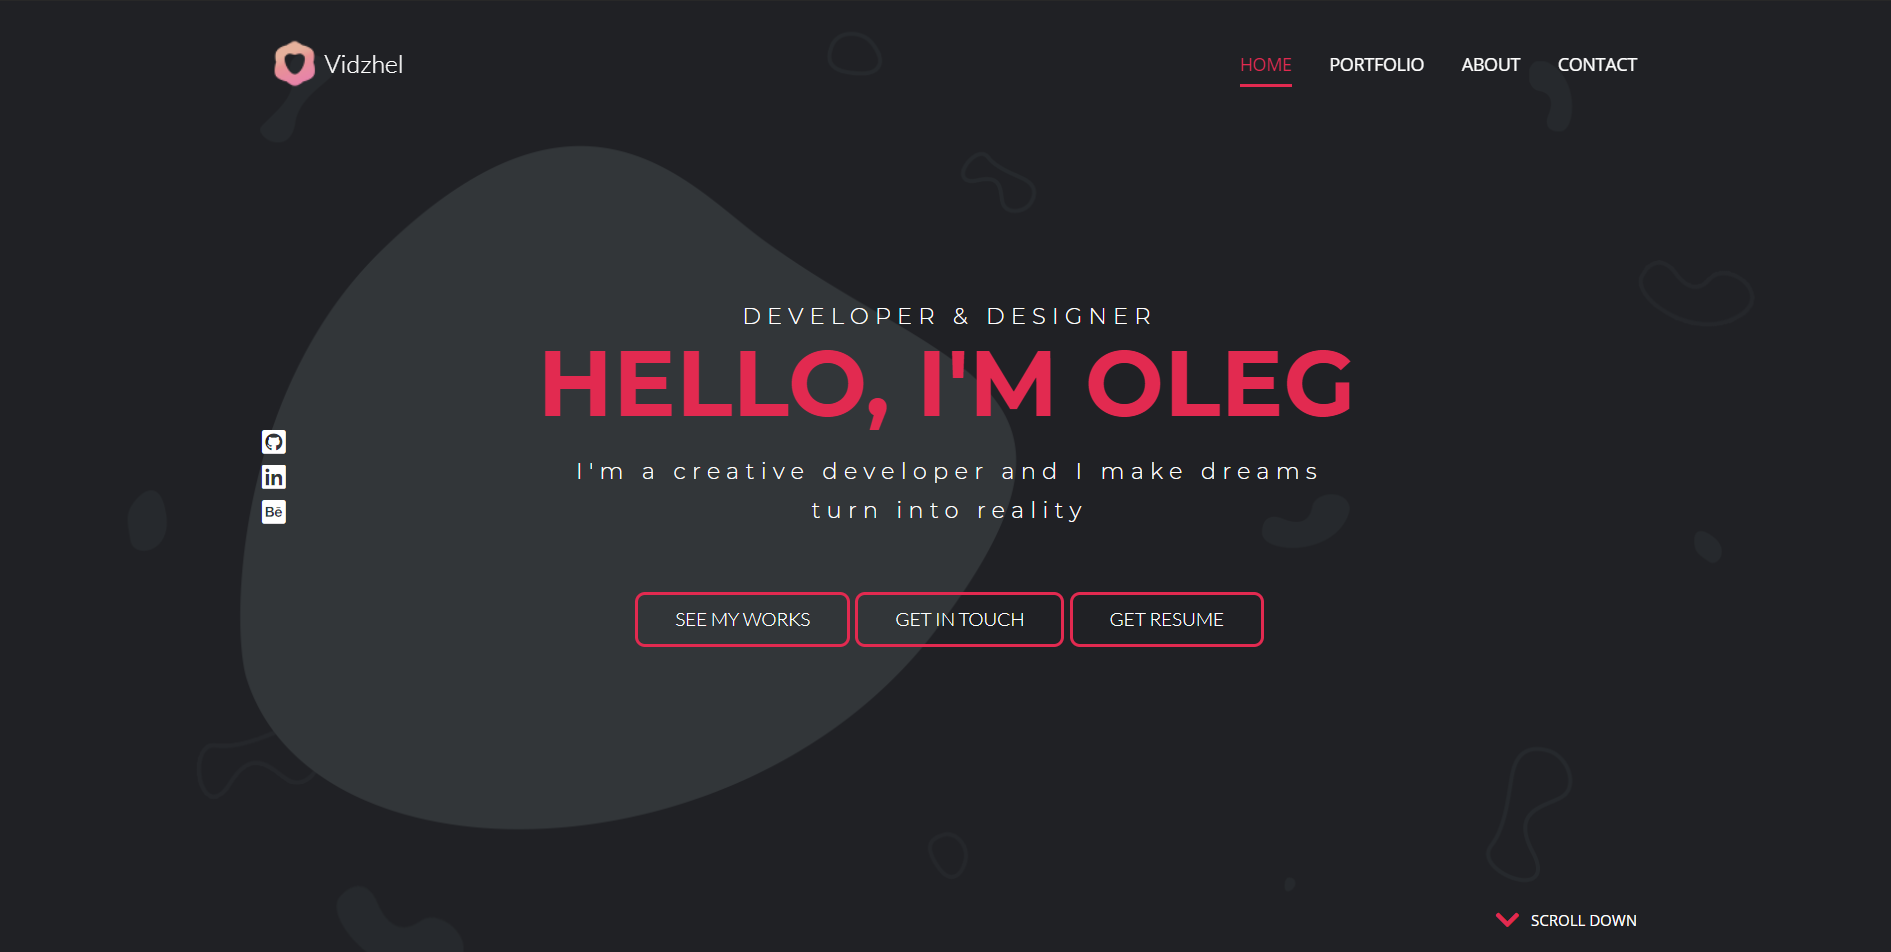 Vidzhel
HOME
PORTFOLIO
ABOUT
CONTACT
DEVELOPER & DESIGNER
HELLO, I'M OLEG
I'm a creative developer and I make dreams
turn into reality
in
Bē
SEE MY WORKS
GET IN TOUCH
GET RESUME
SCROLL DOWN